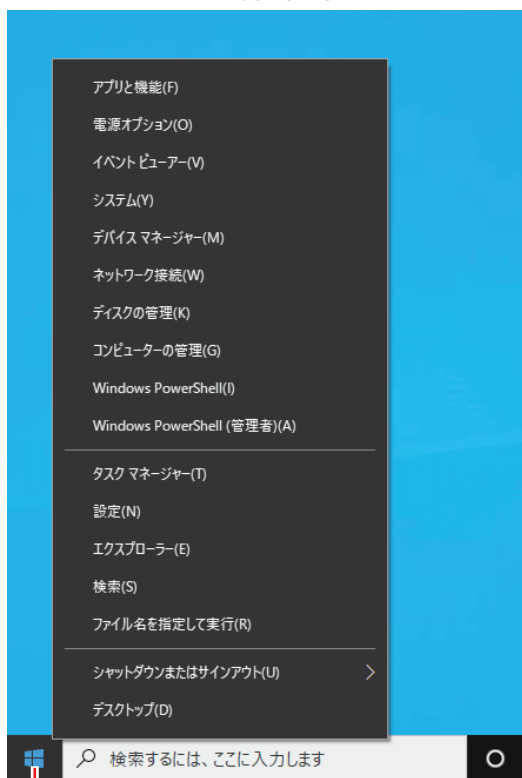 アプリと機能(F)
電源オプション(O)
イベント ビューアー(V)
システム(Y)
デバイス マネージャー(M)
ネットワーク接続(W)
ディスクの管理(K)
コンピューターの管理(G)
Windows PowerShell(I)
Windows PowerShell (管理者)(A)
タスク マネージャー(T)
設定(N)
エクスプローラー(E)
検索(S)
ファイル名を指定して実行(R)
シャットダウンまたはサインアウト(U)
デスクトップ(D)
検索するには、ここに入力します